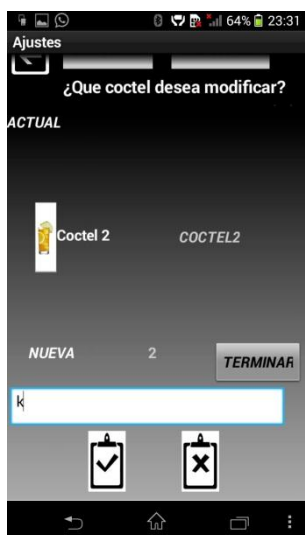 64% 23:31
Ajustes
¿Que coctel desea modificar?
ACTUAL
Coctel 2 COCTEL2
NUEVA 2 TERMINAR
k